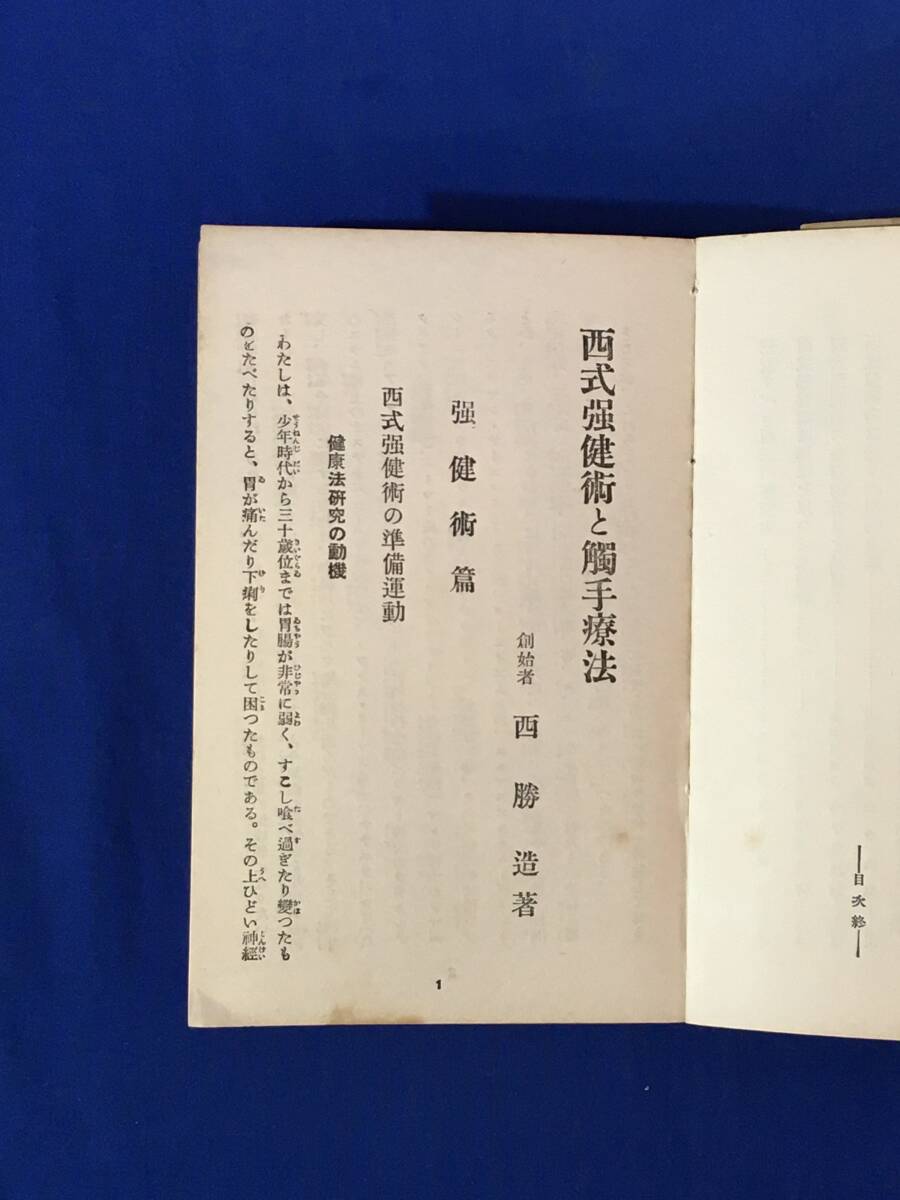 ―目次終―
西式强健術と觸手療法
創始者 西勝造著
强健術篇
西式强健術の準備運動
健康法硏究の動機
わたしは、少年時代から三十歲位までは胃腸が非常に弱く、すこし喰べ過ぎたり變つたも
のをたべたりすると、胃が痛んだり下痢をしたりして困つたものである。その上ひどい神經
1